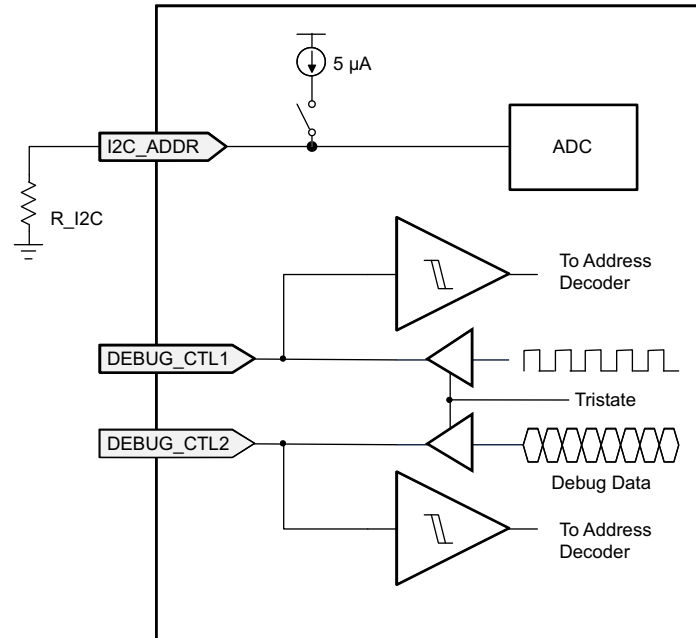 5 µA
I2C_ADDR
ADC
R_I2C
To Address
Decoder
DEBUG_CTL1
Tristate
DEBUG_CTL2
Debug Data
To Address
Decoder